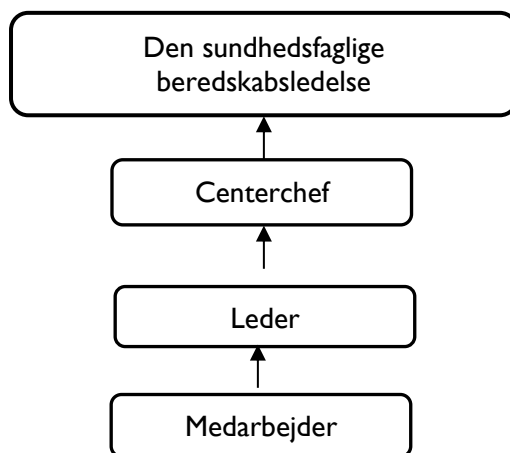 Den sundhedsfaglige
beredskabsledelse
Centerchef
Leder
Medarbejder